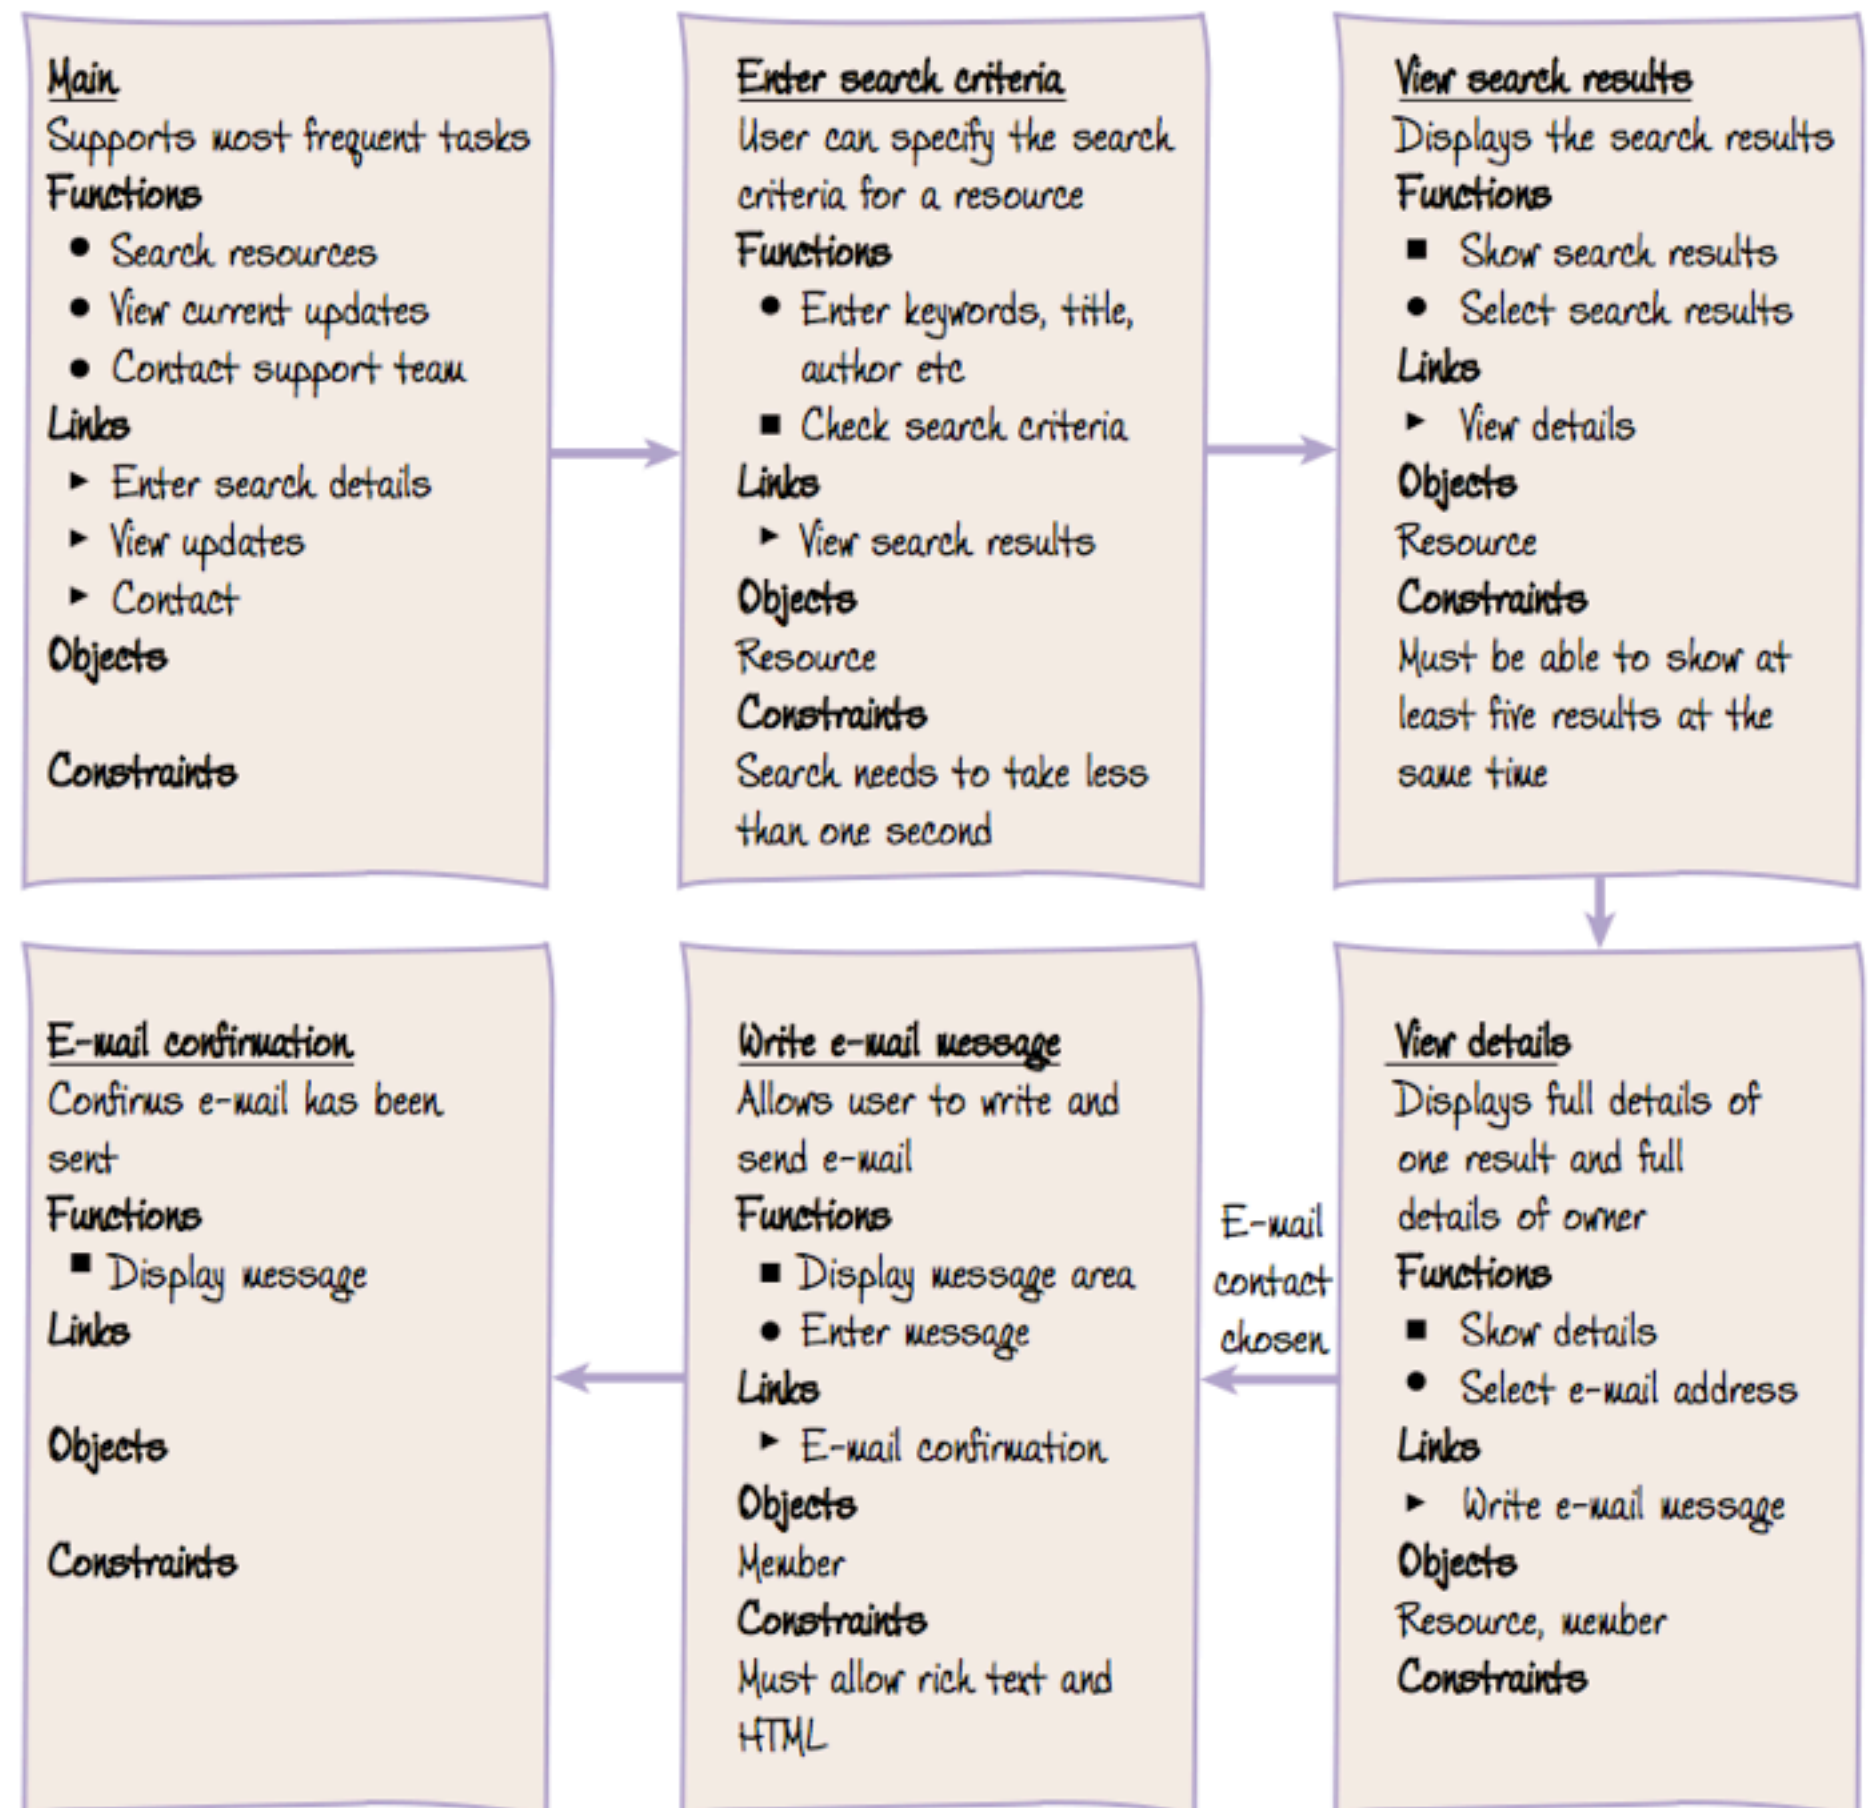 Main
Supports most frequent tasks
Functions
● Search resources
● View current updates
● Contact support team
Links
► Enter search details
► View updates
► Contact
Objects
Constraints
Enter search criteria
User can specify the search
criteria for a resource
Functions
● Enter keywords, title,
author etc
■ Check search criteria
Links
► View search results
Objects
Resource
Constraints
Search needs to take less
than one second
View search results
Displays the search results
Functions
■ Show search results
● Select search results
Links
► View details
Objects
Resource
Constraints
Must be able to show at
least five results at the
same time
View details
Displays full details of
one result and full
details of owner
Functions
■ Show details
● Select e-mail address
Links
► Write e-mail message
Objects
Resource, member
Constraints
E-mail
contact
chosen
Write e-mail message
Allows user to write and
send e-mail
Functions
■ Display message area
● Enter message
Links
► E-mail confirmation
Objects
Member
Constraints
Must allow rich text and
HTML
E-mail confirmation
Confirms e-mail has been
sent
Functions
■ Display message
Links
Objects
Constraints